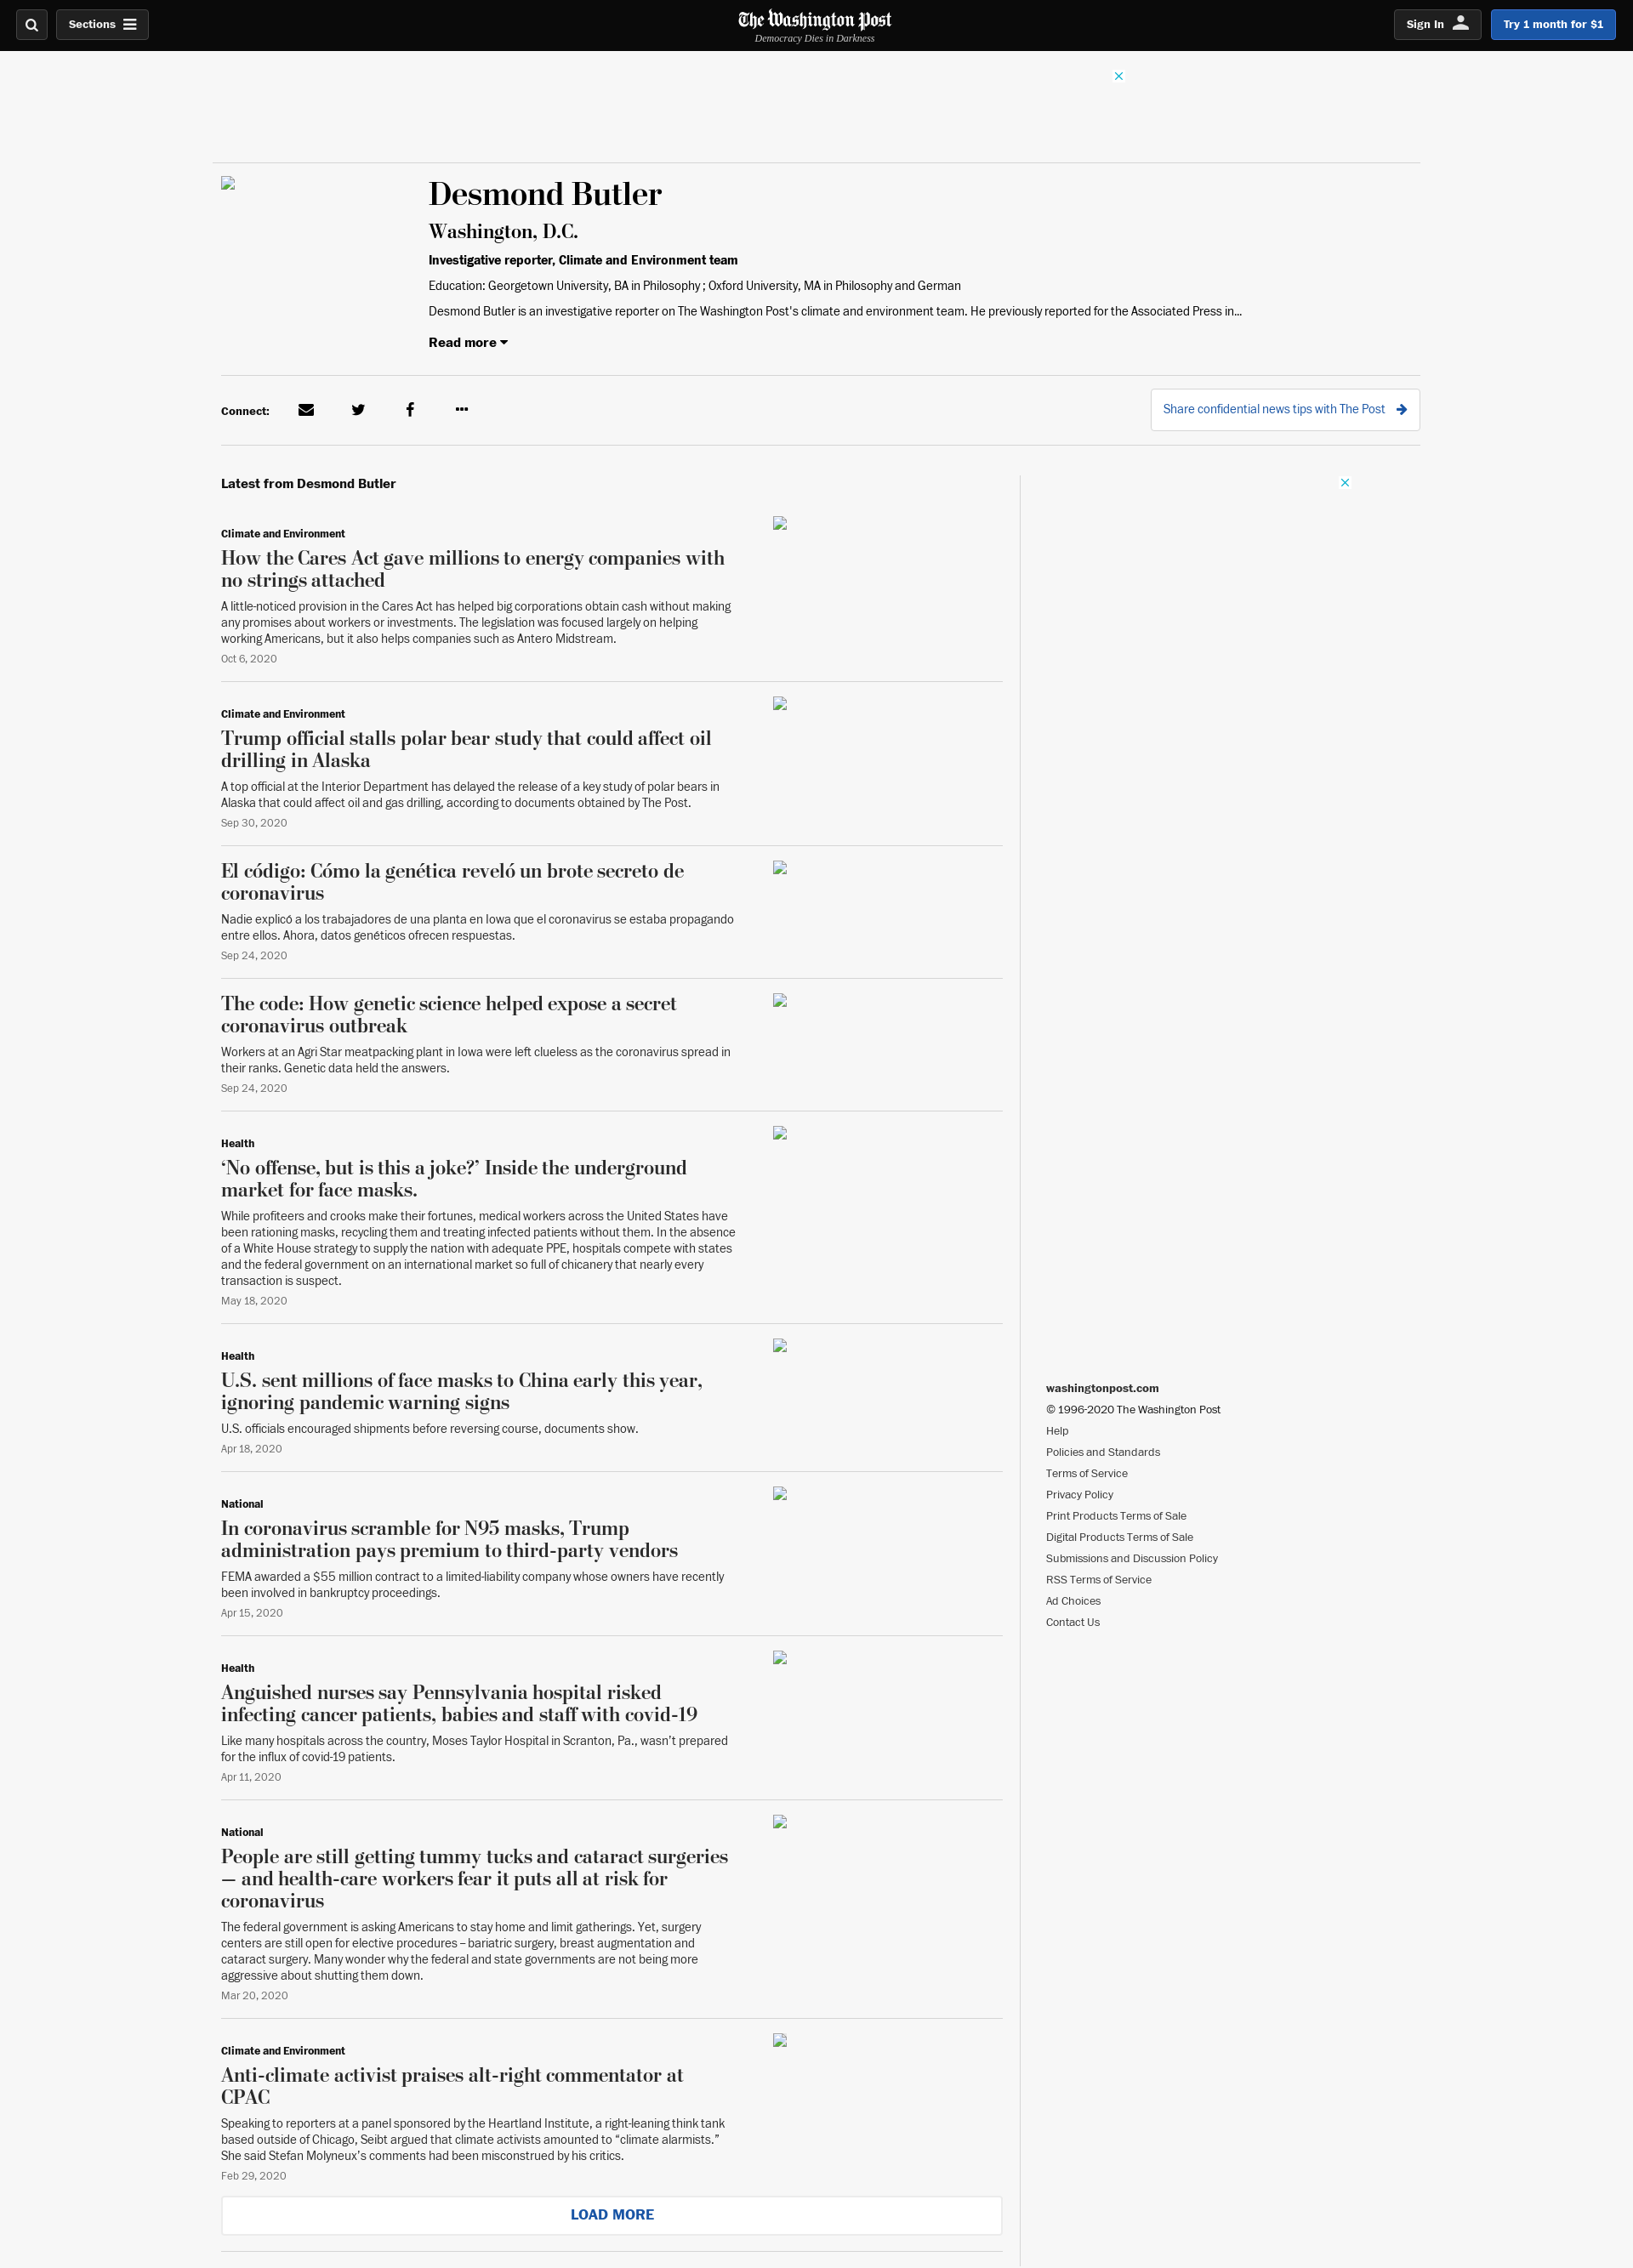 Sections
The Washington Post
Democracy Dies in Darkness
Sign In
Try 1 month for $1
Desmond Butler
Washington, D.C.
Investigative reporter, Climate and Environment team
Education: Georgetown University, BA in Philosophy ; Oxford University, MA in Philosophy and German
Desmond Butler is an investigative reporter on The Washington Post's climate and environment team. He previously reported for the Associated Press in...
Read more
Connect:
Share confidential news tips with The Post
Latest from Desmond Butler
Climate and Environment
How the Cares Act gave millions to energy companies with
no strings attached
A little-noticed provision in the Cares Act has helped big corporations obtain cash without making
any promises about workers or investments. The legislation was focused largely on helping
working Americans, but it also helps companies such as Antero Midstream.
Oct 6, 2020
Climate and Environment
Trump official stalls polar bear study that could affect oil
drilling in Alaska
A top official at the Interior Department has delayed the release of a key study of polar bears in
Alaska that could affect oil and gas drilling, according to documents obtained by The Post.
Sep 30, 2020
El código: Cómo la genética reveló un brote secreto de
coronavirus
Nadie explicó a los trabajadores de una planta en Iowa que el coronavirus se estaba propagando
entre ellos. Ahora, datos genéticos ofrecen respuestas.
Sep 24, 2020
The code: How genetic science helped expose a secret
coronavirus outbreak
Workers at an Agri Star meatpacking plant in Iowa were left clueless as the coronavirus spread in
their ranks. Genetic data held the answers.
Sep 24, 2020
Health
‘No offense, but is this a joke?’ Inside the underground
market for face masks.
While profiteers and crooks make their fortunes, medical workers across the United States have
been rationing masks, recycling them and treating infected patients without them. In the absence
of a White House strategy to supply the nation with adequate PPE, hospitals compete with states
and the federal government on an international market so full of chicanery that nearly every
transaction is suspect.
May 18, 2020
Health
U.S. sent millions of face masks to China early this year,
ignoring pandemic warning signs
U.S. officials encouraged shipments before reversing course, documents show.
Apr 18, 2020
National
In coronavirus scramble for N95 masks, Trump
administration pays premium to third-party vendors
FEMA awarded a $55 million contract to a limited-liability company whose owners have recently
been involved in bankruptcy proceedings.
Apr 15, 2020
Health
Anguished nurses say Pennsylvania hospital risked
infecting cancer patients, babies and staff with covid-19
Like many hospitals across the country, Moses Taylor Hospital in Scranton, Pa., wasn’t prepared
for the influx of covid-19 patients.
Apr 11, 2020
National
People are still getting tummy tucks and cataract surgeries
— and health-care workers fear it puts all at risk for
coronavirus
The federal government is asking Americans to stay home and limit gatherings. Yet, surgery
centers are still open for elective procedures – bariatric surgery, breast augmentation and
cataract surgery. Many wonder why the federal and state governments are not being more
aggressive about shutting them down.
Mar 20, 2020
Climate and Environment
Anti-climate activist praises alt-right commentator at
CPAC
Speaking to reporters at a panel sponsored by the Heartland Institute, a right-leaning think tank
based outside of Chicago, Seibt argued that climate activists amounted to “climate alarmists.”
She said Stefan Molyneux’s comments had been misconstrued by his critics.
Feb 29, 2020
LOAD MORE
washingtonpost.com
© 1996-2020 The Washington Post
Help
Policies and Standards
Terms of Service
Privacy Policy
Print Products Terms of Sale
Digital Products Terms of Sale
Submissions and Discussion Policy
RSS Terms of Service
Ad Choices
Contact Us